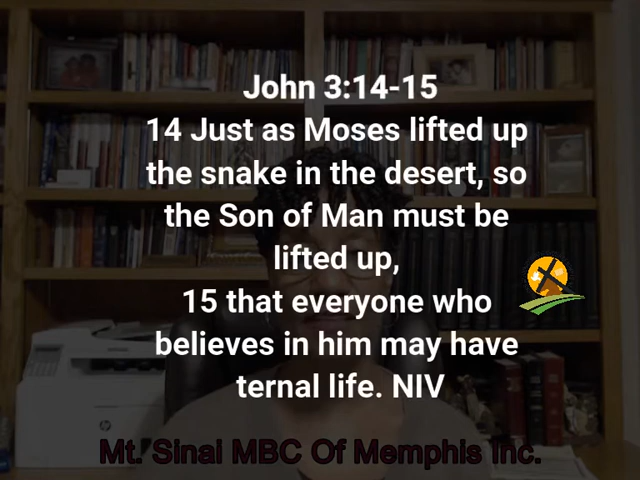 John 3:14-15
14 Just as Moses lifted up
the snake in the desert, so
the Son of Man must be
lifted up,
15 that everyone who
believes in him may have
ternal life. NIV
Mt. Sinai MBC Of Memphis Inc.